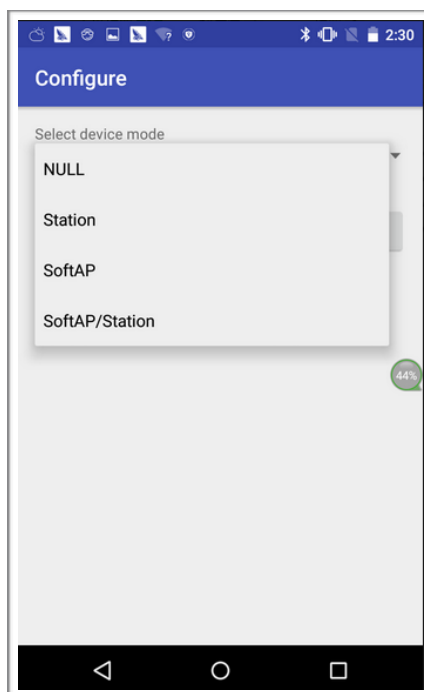 2:30
Configure
Select device mode
NULL
Station
SoftAP
SoftAP/Station
44%